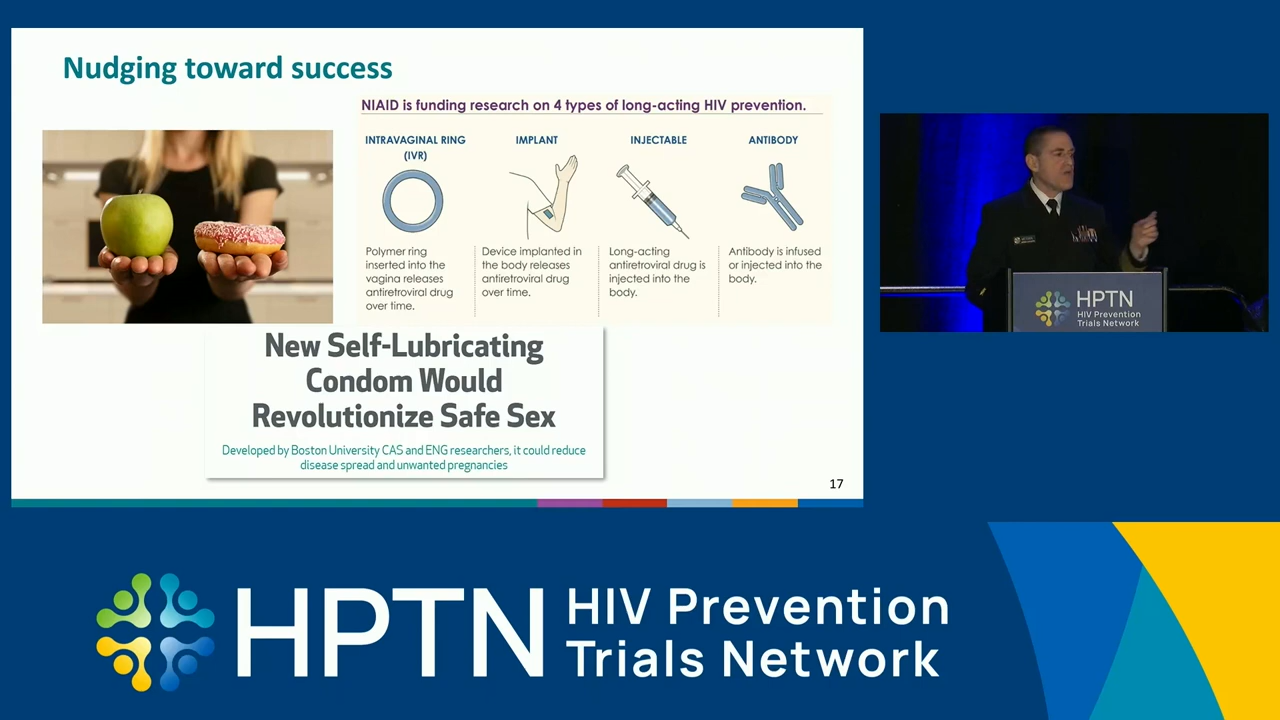 Nudging toward success
NIAID is funding research on 4 types of long-acting HIV prevention.
INTRAVAGINAL RING
(IVR)
Polymer ring
inserted into the
vagina releases
antiretroviral drug
over time.
IMPLANT
Device implanted in
the body releases
antiretroviral drug
over time.
INJECTABLE
Long-acting
antiretroviral drug is
injected into the
body.
ANTIBODY
Antibody is infused
or injected into the
body.
New Self-Lubricating
Condom Would
Revolutionize Safe Sex
Developed by Boston University CAS and ENG researchers, it could reduce
disease spread and unwanted pregnancies
17
HPTN
HIV Prevention
Trials Network
HPTN
HIV Prevention
Trials Network